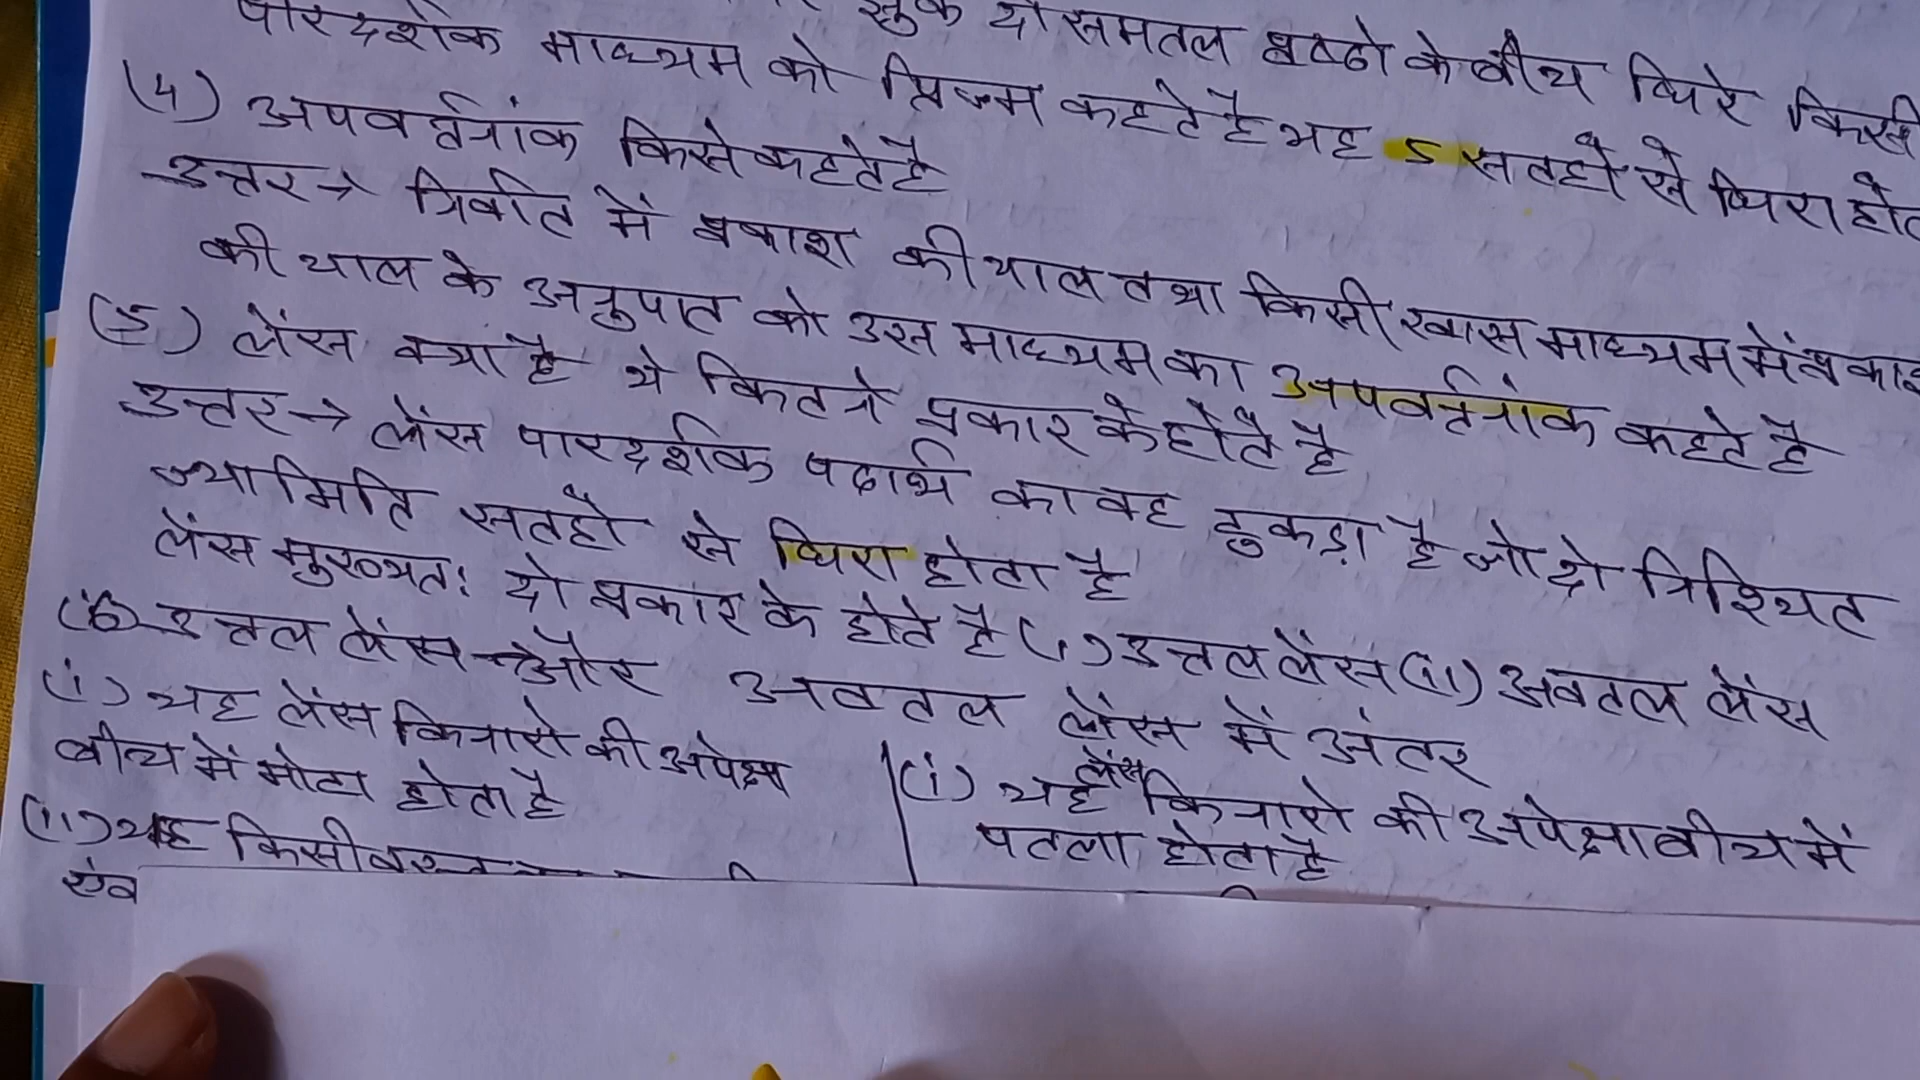 झुके दो समतल पृष्ठो के बीच घिरे किसी
पारदर्शक माध्यम को प्रिज्म कहते है यह 5 सतहों से घिरा होत
(4) अपवर्तनांक किसे कहते है
उत्तर → निर्वात में प्रकाश की चाल तथा किसी खास माध्यम में प्रकाश
की चाल के अनुपात को उस माध्यम का अपवर्तनांक कहते है
(5) लेंस क्या है ये कितने प्रकार के होते है
उत्तर → लेंस पारदर्शक पदार्थ का वह टुकड़ा है जो दो निश्चित
ज्यामिति सतहों से घिरा होता है
लेंस मुख्यतः दो प्रकार के होते है (i) उत्तल लेंस (ii) अवतल लेंस
(6) उत्तल लेंस और अवतल लेंस में अंतर
(i) यह लेंस किनारो की अपेक्षा
बीच में मोटा होता है
(ii) यह किसी
एंव
(i) यह लेंस किनारो की अपेक्षा बीच में
पतला होता है